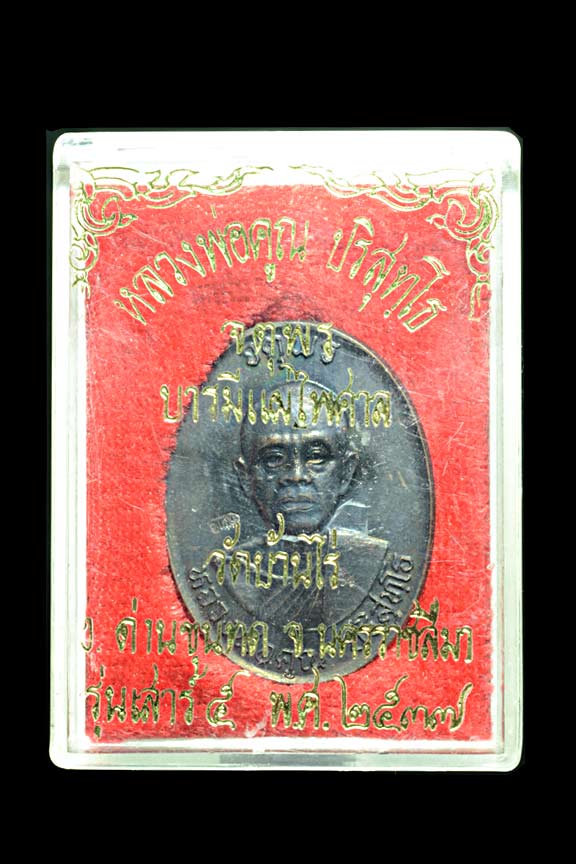 หลวงพ่อคูณ ปริสุทฺโธ
จตุพร
บารมีแผ่ไพศาล
วัดบ้านไร่
อ. ด่านขุนทด จ.นครราชสีมา
รุ่นเสาร์ ๕ พ.ศ. ๒๕๓๗